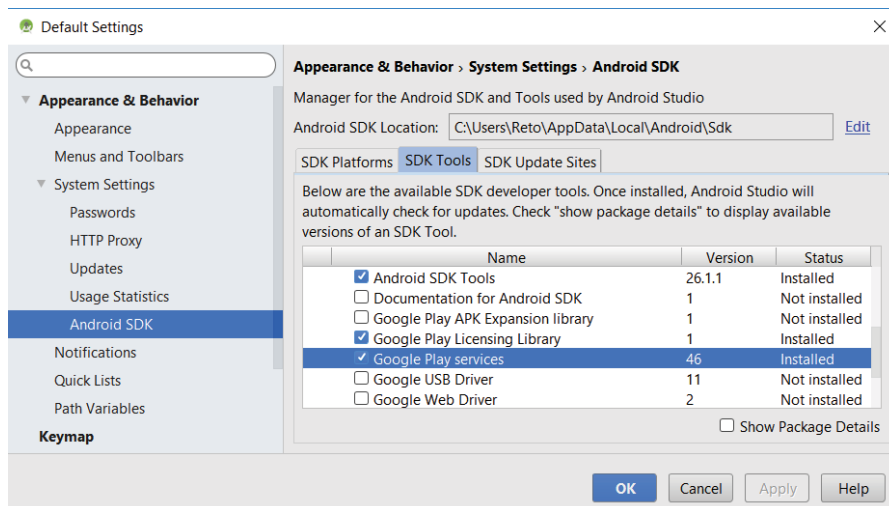 Default Settings
Appearance & Behavior
Appearance
Menus and Toolbars
System Settings
Passwords
HTTP Proxy
Updates
Usage Statistics
Android SDK
Notifications
Quick Lists
Path Variables
Keymap
Appearance & Behavior › System Settings › Android SDK
Manager for the Android SDK and Tools used by Android Studio
Android SDK Location: C:\Users\Reto\AppData\Local\Android\Sdk Edit
SDK Platforms SDK Tools SDK Update Sites
Below are the available SDK developer tools. Once installed, Android Studio will
automatically check for updates. Check "show package details" to display available
versions of an SDK Tool.
Name Version Status
Android SDK Tools 26.1.1 Installed
Documentation for Android SDK 1 Not installed
Google Play APK Expansion library 1 Not installed
Google Play Licensing Library 1 Installed
Google Play services 46 Installed
Google USB Driver 11 Not installed
Google Web Driver 2 Not installed
Show Package Details
OK Cancel Apply Help